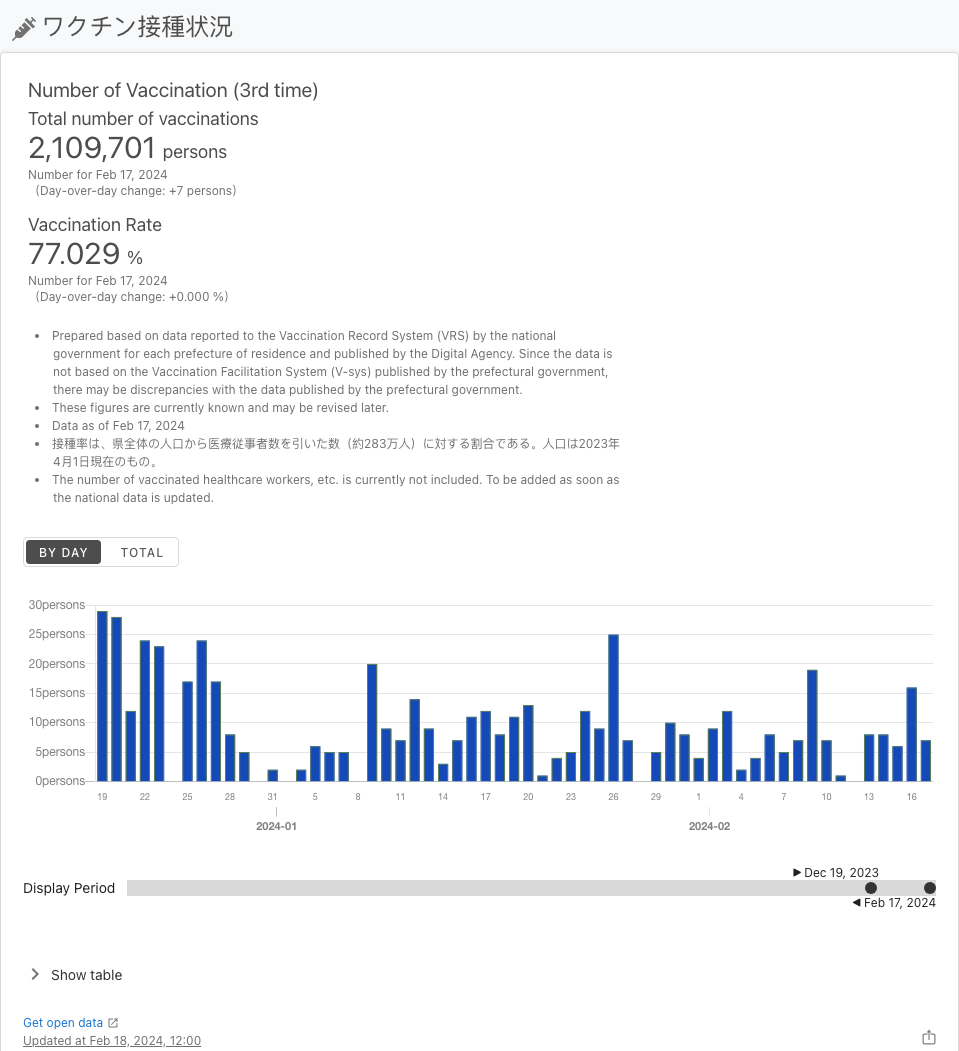 ワクチン接種状況
Number of Vaccination (3rd time)
Total number of vaccinations
2,109,701 persons
Number for Feb 17, 2024
(Day-over-day change: +7 persons)
Vaccination Rate
77.029 %
Number for Feb 17, 2024
(Day-over-day change: +0.000 %)
• Prepared based on data reported to the Vaccination Record System (VRS) by the national
government for each prefecture of residence and published by the Digital Agency. Since the data is
not based on the Vaccination Facilitation System (V-sys) published by the prefectural government,
there may be discrepancies with the data published by the prefectural government.
• These figures are currently known and may be revised later.
• Data as of Feb 17, 2024
• 接種率は、県全体の人口から医療従事者数を引いた数（約283万人）に対する割合である。人口は2023年
4月1日現在のもの。
• The number of vaccinated healthcare workers, etc. is currently not included. To be added as soon as
the national data is updated.
BY DAY TOTAL
30persons
25persons
20persons
15persons
10persons
5persons
0persons
19 22 25 28 31 5 8 11 14 17 20 23 26 29 1 4 7 10 13 16
2024-01 2024-02
Dec 19, 2023
Display Period
Feb 17, 2024
Show table
Get open data
Updated at Feb 18, 2024, 12:00